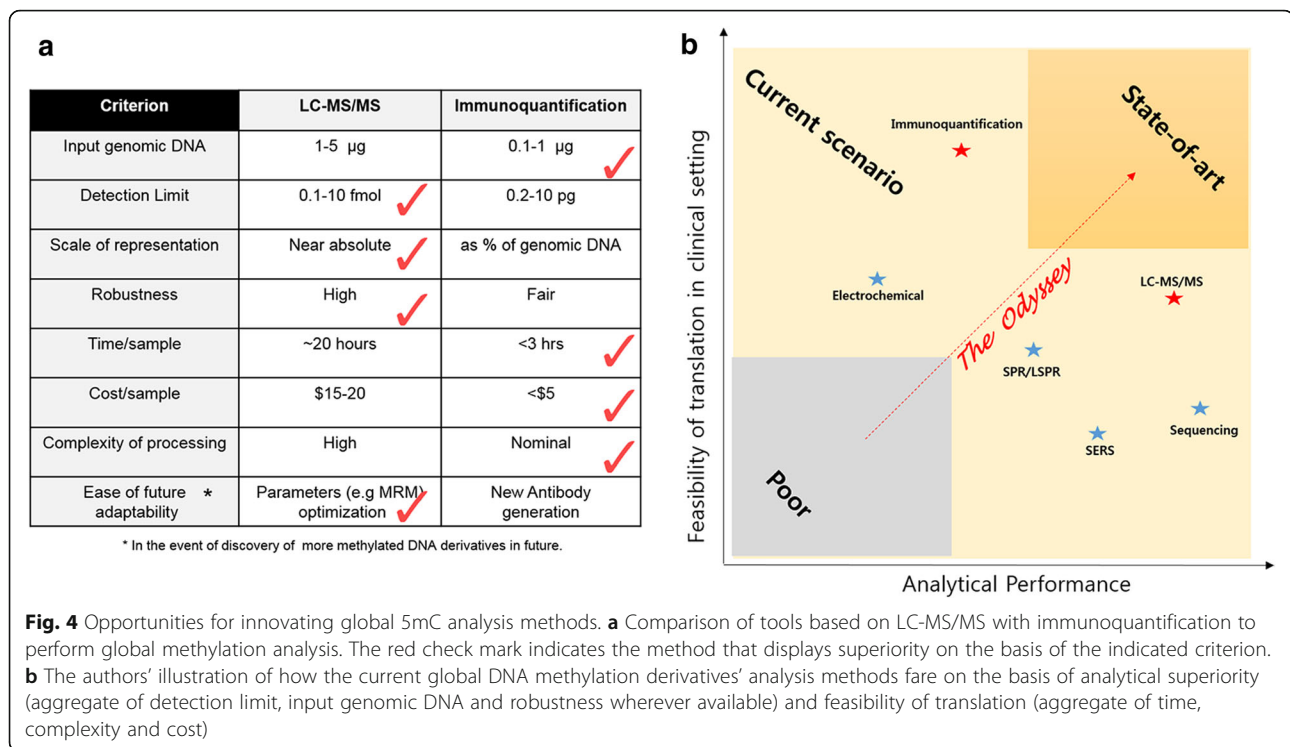 a
Criterion LC-MS/MS Immunoquantification
Input genomic DNA 1-5 µg 0.1-1 µg
Detection Limit 0.1-10 fmol 0.2-10 pg
Scale of representation Near absolute as % of genomic DNA
Robustness High Fair
Time/sample ~20 hours <3 hrs
Cost/sample $15-20 <$5
Complexity of processing High Nominal
Ease of future * Parameters (e.g MRM) New Antibody
adaptability optimization generation
* In the event of discovery of more methylated DNA derivatives in future.
b
Feasibility of translation in clinical setting
Current scenario
Immunoquantification
State-of-art
Electrochemical
The Odyssey
LC-MS/MS
SPR/LSPR
Sequencing
SERS
Poor
Analytical Performance
Fig. 4 Opportunities for innovating global 5mC analysis methods. a Comparison of tools based on LC-MS/MS with immunoquantification to
perform global methylation analysis. The red check mark indicates the method that displays superiority on the basis of the indicated criterion.
b The authors’ illustration of how the current global DNA methylation derivatives’ analysis methods fare on the basis of analytical superiority
(aggregate of detection limit, input genomic DNA and robustness wherever available) and feasibility of translation (aggregate of time,
complexity and cost)